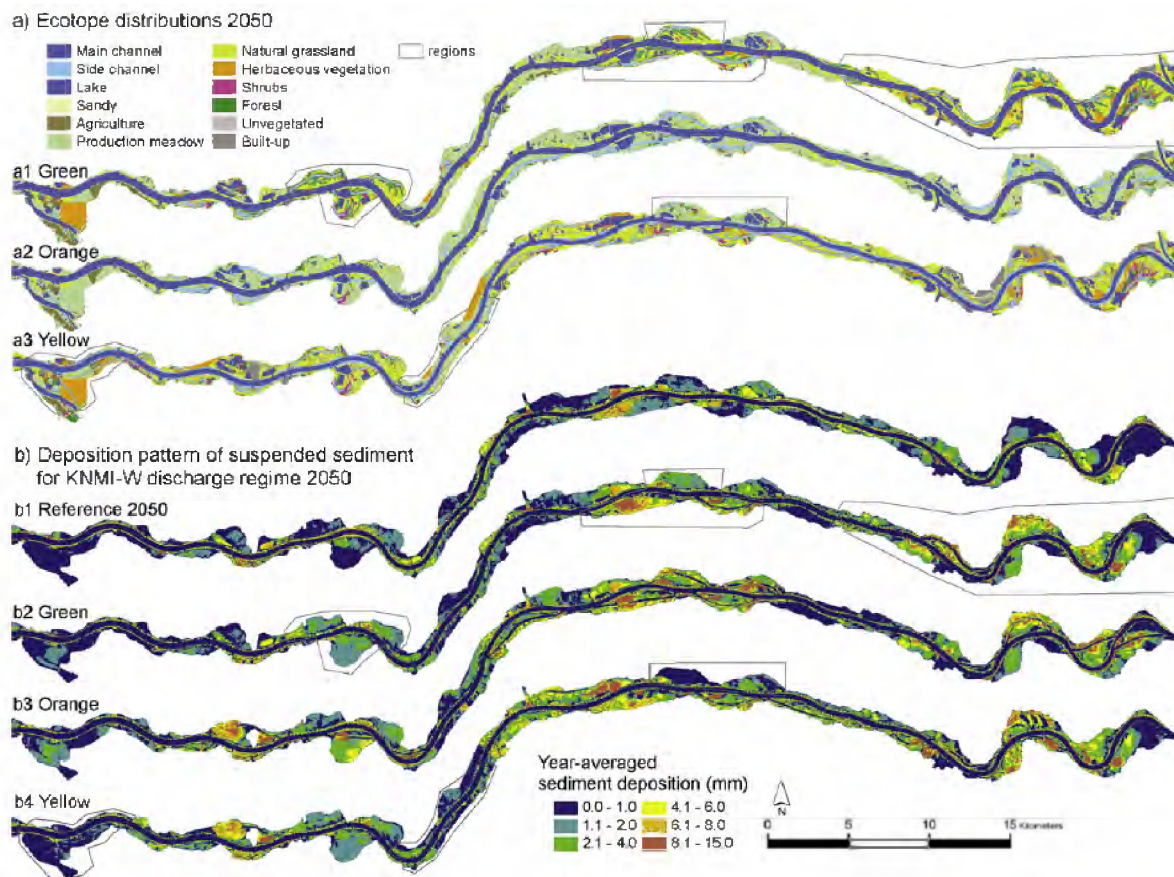 a) Ecotope distributions 2050
Main channel
Side channel
Lake
Sandy
Agriculture
Production meadow
Natural grassland
Herbaceous vegelation
Shrubs
Forest
Unvegetated
Built-up
regions
a1 Green
a2 Orange
a3 Yellow
b) Deposition pattern of suspended sediment
for KNMI-W discharge regime 2050
b1 Reference 2050
b2 Green
b3 Orange
b4 Yellow
Year-averaged
sediment deposition (mm)
0.0 - 1.0
1.1 - 2.0
2.1 - 4.0
4.1 - 6.0
6.1 - 8.0
8.1 - 15.0
N
0 5 10 15 Kilometers